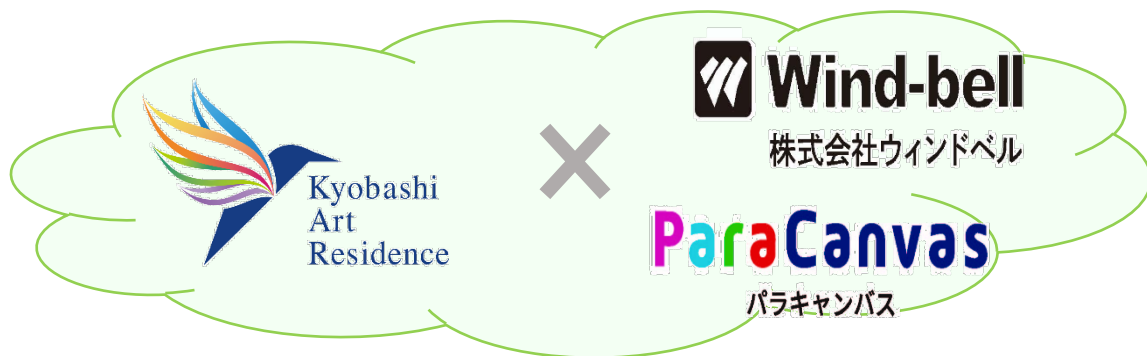 Kyobashi
Art
Residence
×
Wind-bell
株式会社ウィンドベル
ParaCanvas
パラキャンバス